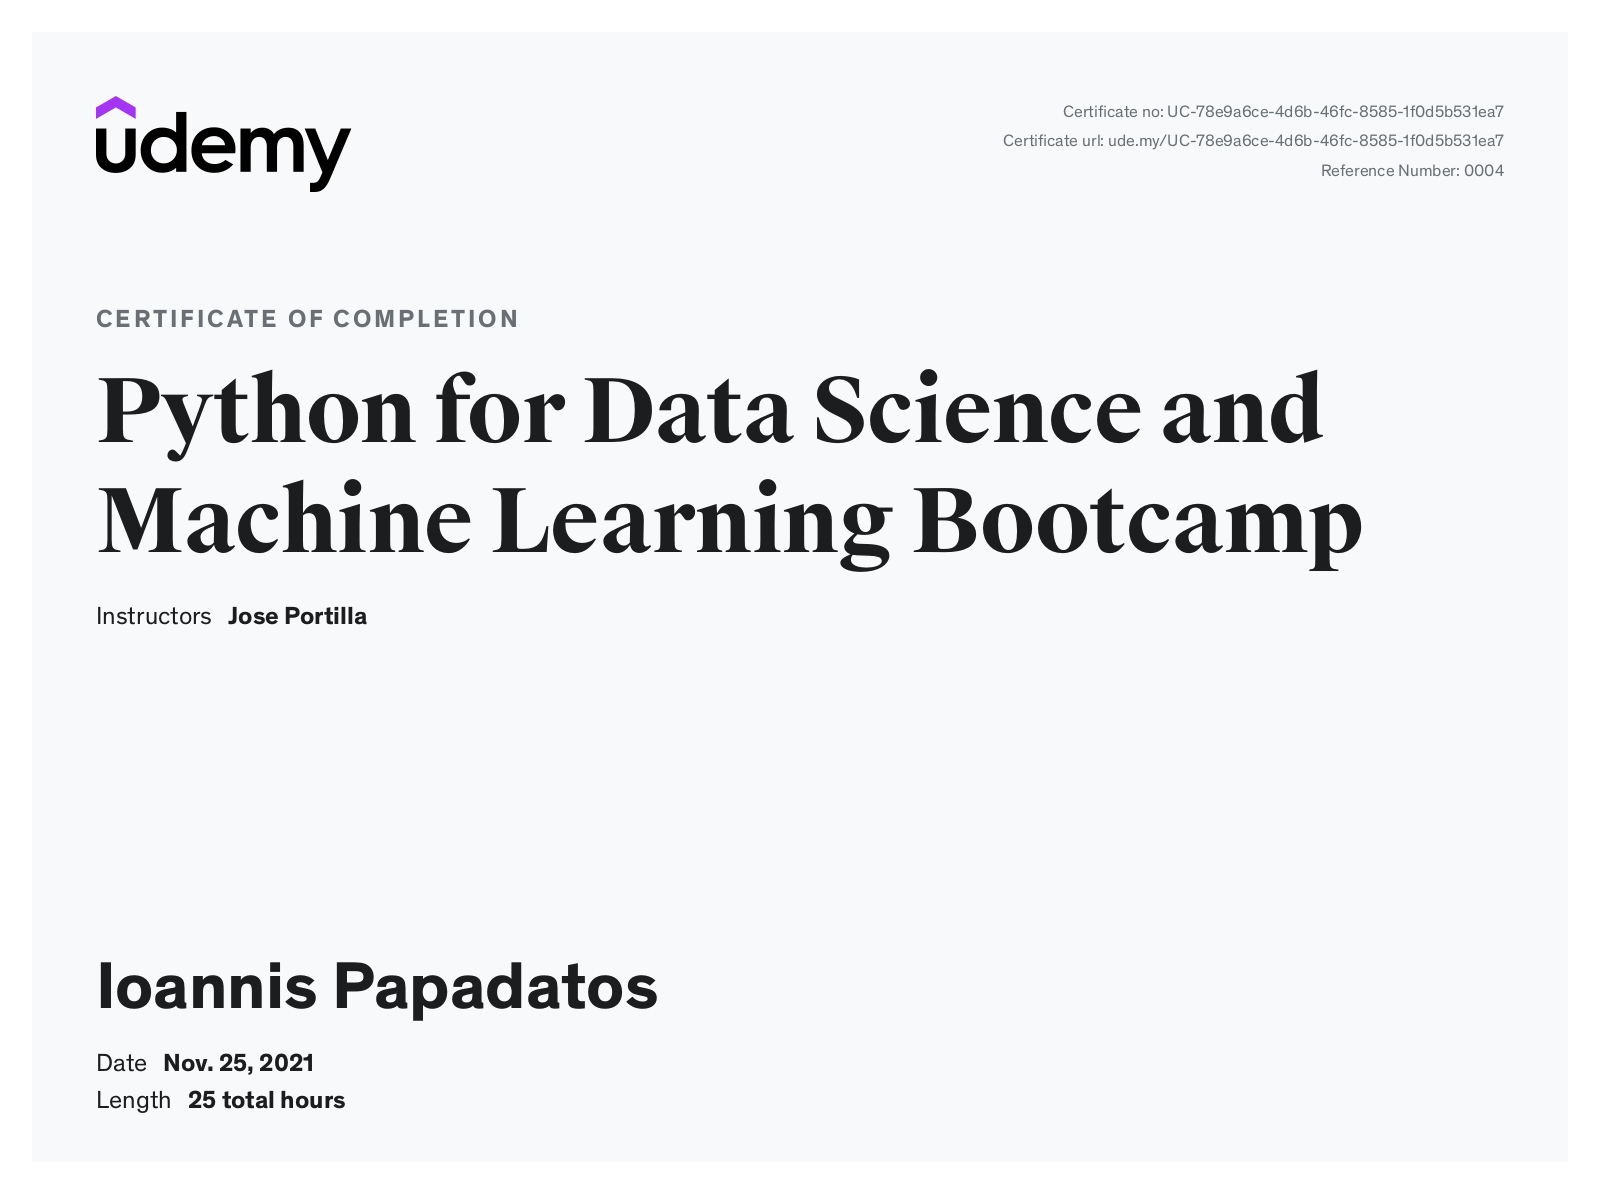 udemy
Certificate no: UC-78e9a6ce-4d6b-46fc-8585-1f0d5b531ea7
Certificate url: ude.my/UC-78e9a6ce-4d6b-46fc-8585-1f0d5b531ea7
Reference Number: 0004
CERTIFICATE OF COMPLETION
Python for Data Science and
Machine Learning Bootcamp
Instructors Jose Portilla
Ioannis Papadatos
Date Nov. 25, 2021
Length 25 total hours